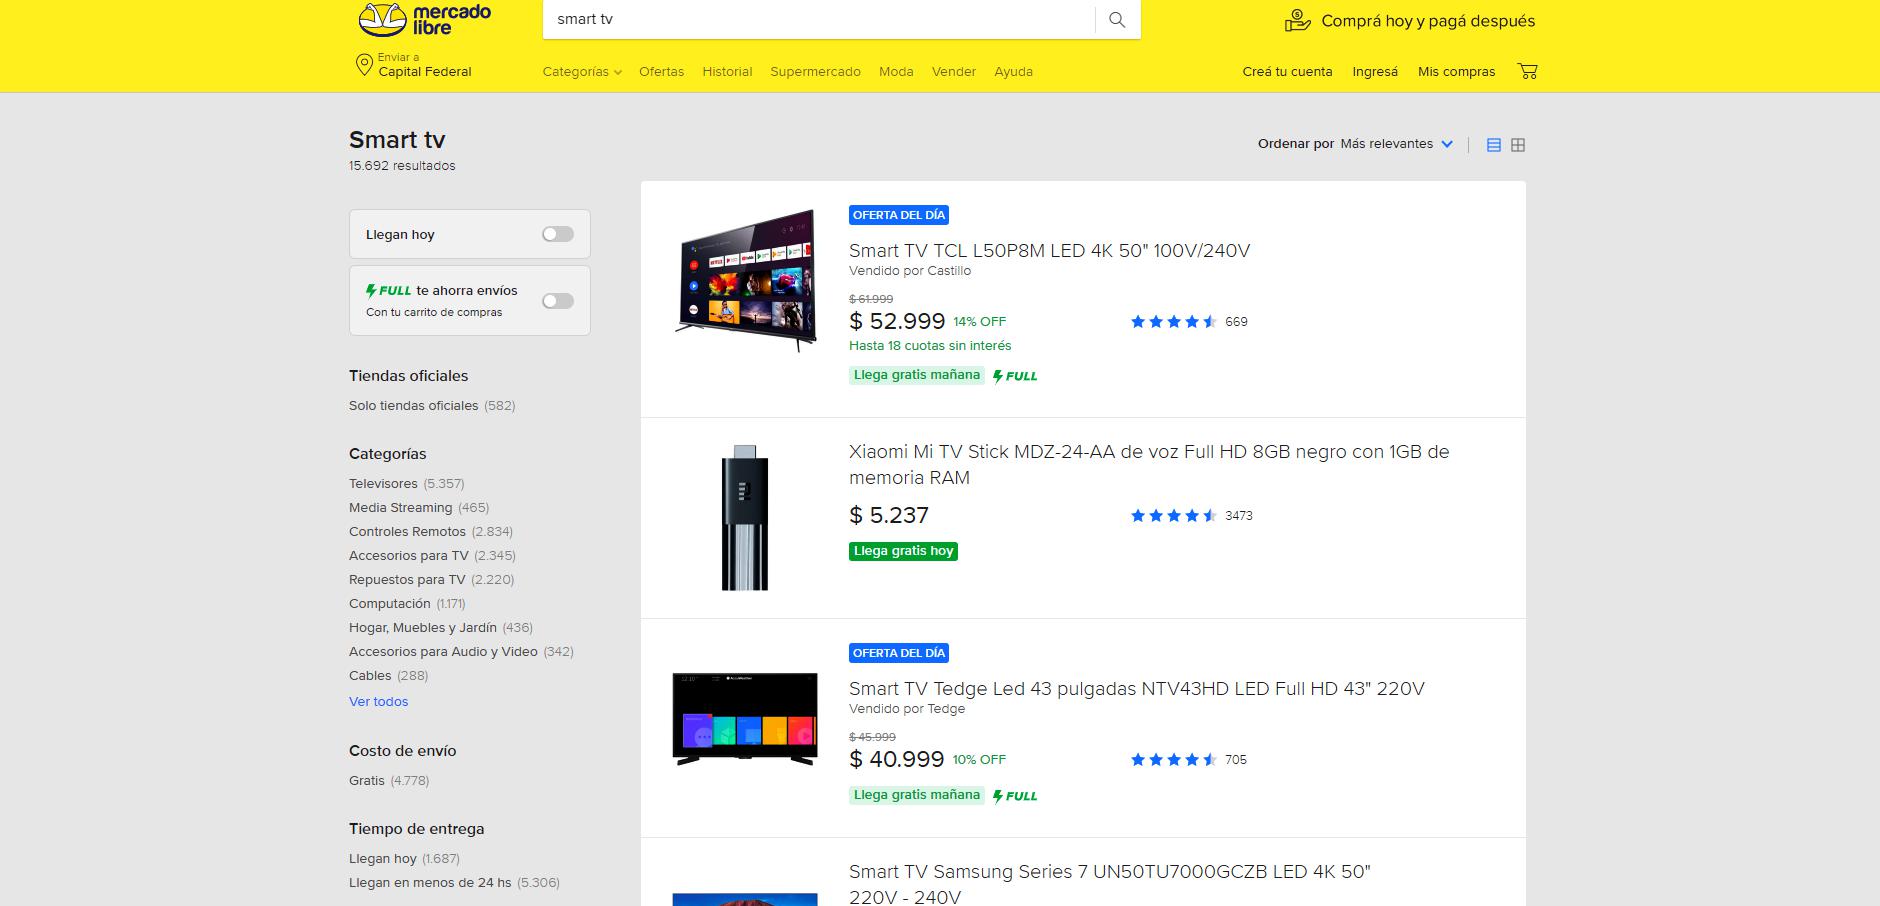 mercado
libre
smart tv
Comprá hoy y pagá después
Enviar a
Capital Federal
Categorías
Ofertas
Historial
Supermercado
Moda
Vender
Ayuda
Creá tu cuenta
Ingresá
Mis compras
Smart tv
15.692 resultados
Ordenar por Más relevantes
Llegan hoy
FULL te ahorra envíos
Con tu carrito de compras
Tiendas oficiales
Solo tiendas oficiales (582)
Categorías
Televisores (5.357)
Media Streaming (465)
Controles Remotos (2.834)
Accesorios para TV (2.345)
Repuestos para TV (2.220)
Computación (1.171)
Hogar, Muebles y Jardín (436)
Accesorios para Audio y Video (342)
Cables (288)
Ver todos
Costo de envío
Gratis (4.778)
Tiempo de entrega
Llegan hoy (1.687)
Llegan en menos de 24 hs (5.306)
OFERTA DEL DÍA
Smart TV TCL L50P8M LED 4K 50" 100V/240V
Vendido por Castillo
$ 61.999
$ 52.999 14% OFF
669
Hasta 18 cuotas sin interés
Llega gratis mañana FULL
Xiaomi Mi TV Stick MDZ-24-AA de voz Full HD 8GB negro con 1GB de
memoria RAM
$ 5.237
3473
Llega gratis hoy
OFERTA DEL DÍA
Smart TV Tedge Led 43 pulgadas NTV43HD LED Full HD 43" 220V
Vendido por Tedge
$ 45.999
$ 40.999 10% OFF
705
Llega gratis mañana FULL
Smart TV Samsung Series 7 UN50TU7000GCZB LED 4K 50"
220V - 240V